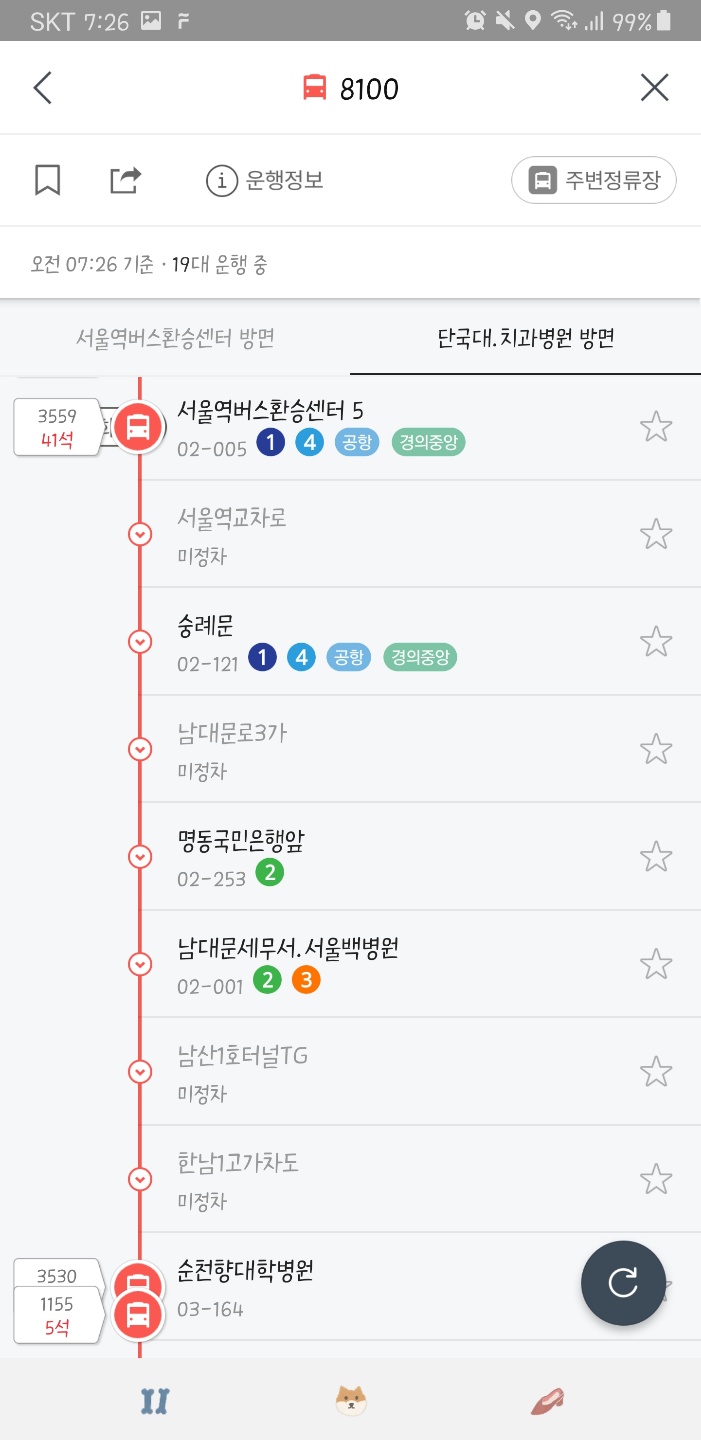 SKT 7:26 99%
8100
운행정보 주변정류장
오전 07:26 기준 · 19대 운행 중
서울역버스환승센터 방면 단국대.치과병원 방면
3559
41석
서울역버스환승센터 5
02-005 1 4 공항 경의중앙
서울역교차로
미정차
숭례문
02-121 1 4 공항 경의중앙
남대문로3가
미정차
명동국민은행앞
02-253 2
남대문세무서.서울백병원
02-001 2 3
남산1호터널TG
미정차
한남1고가차도
미정차
3530
1155
5석
순천향대학병원
03-164